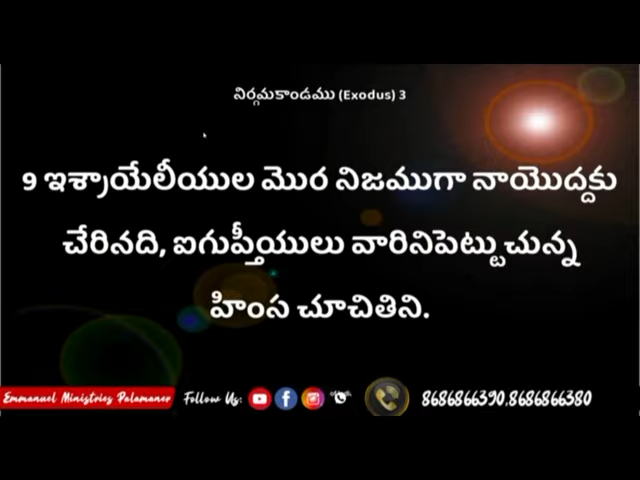 నిర్గమకాండము (Exodus) 3
9 ఇశ్రాయేలీయుల మొర నిజముగా నాయొద్దకు
చేరినది, ఐగుప్తీయులు వారినిపెట్టుచున్న
హింస చూచితిని.
Emmanuel Ministries Palamaner Follow Us: 8686866390,8686866380